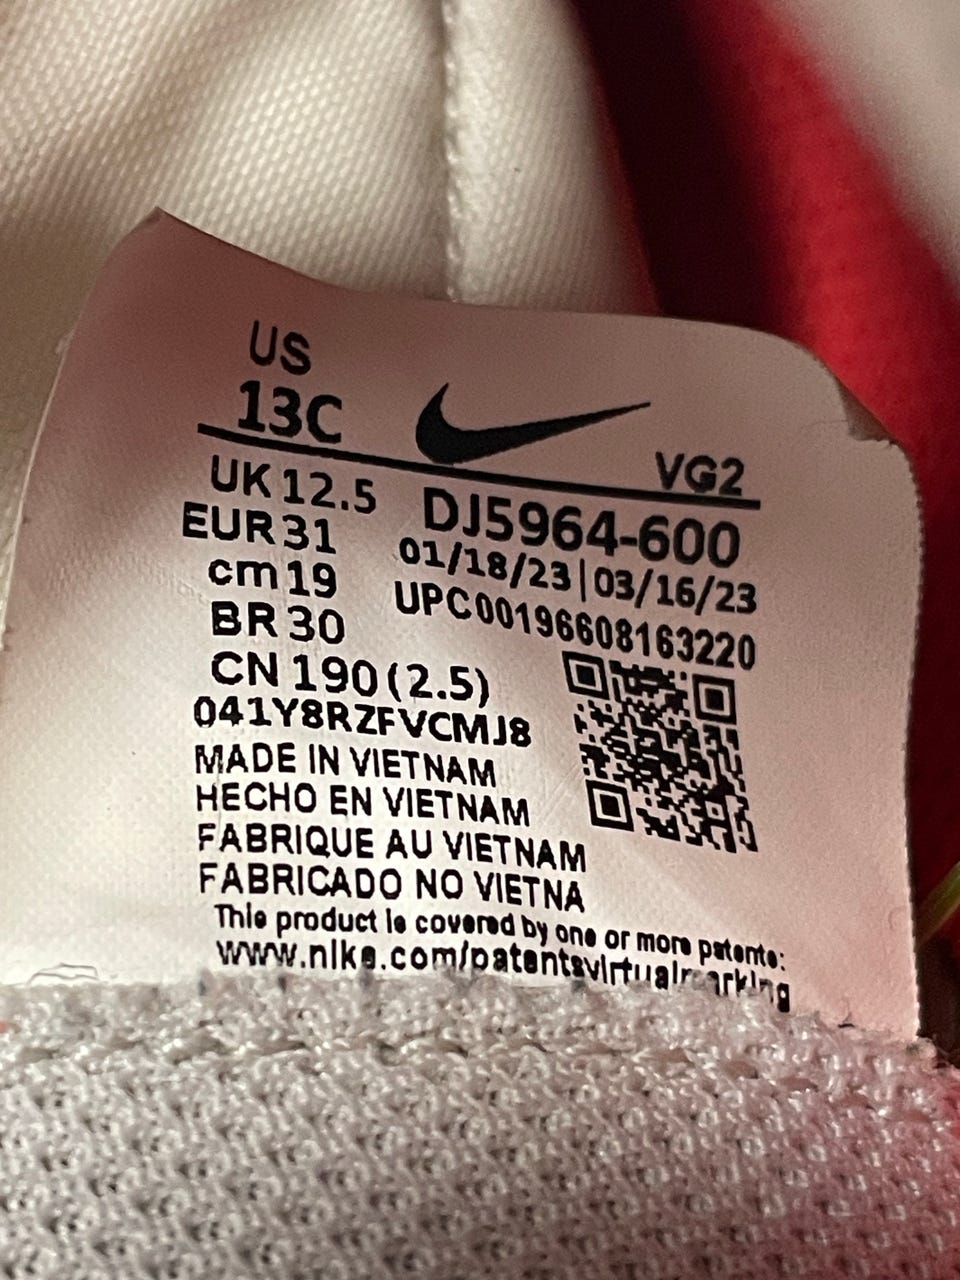 US
13C
VG2
UK 12.5
EUR 31
cm 19
BR 30
CN 190 (2.5)
DJ5964-600
01/18/23|03/16/23
UPC00196608163220
041Y8RZFVCMJ8
MADE IN VIETNAM
HECHO EN VIETNAM
FABRIQUE AU VIETNAM
FABRICADO NO VIETNA
This product is covered by one or more patents:
www.nike.com/patentsvirtualmarking